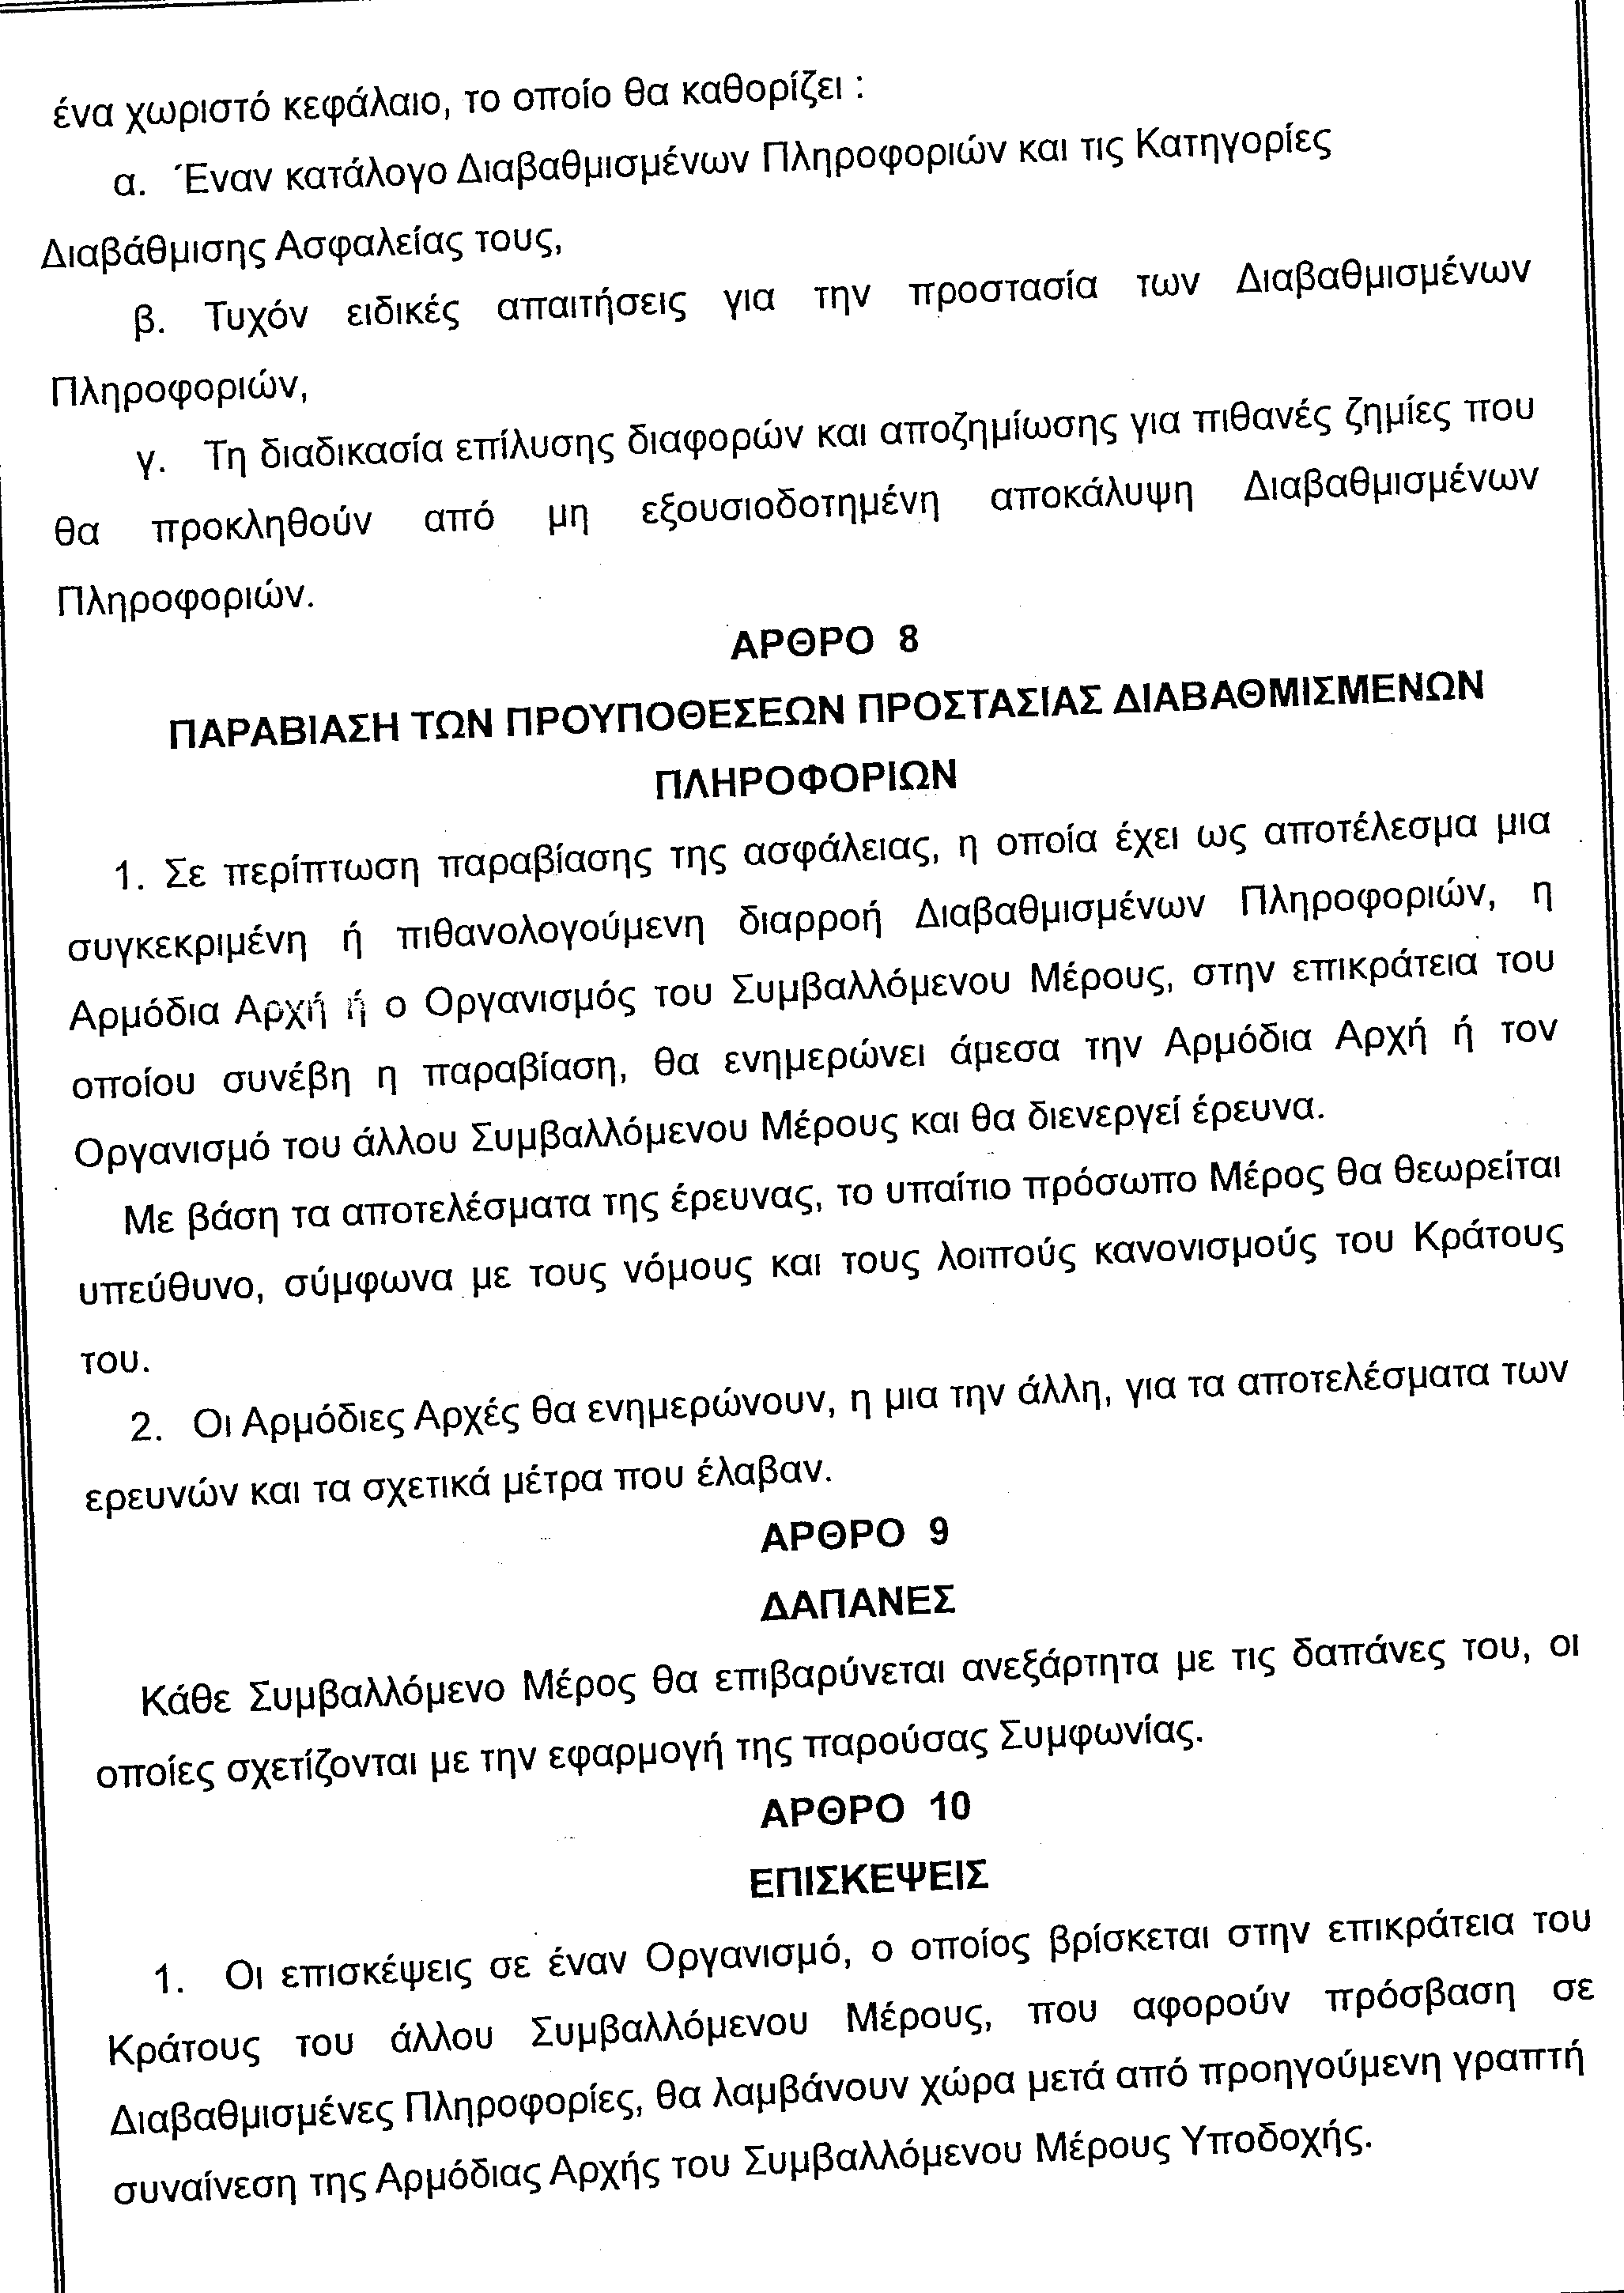 ένα χωριστό κεφάλαιο, το οποίο θα καθορίζει :
α. Έναν κατάλογο Διαβαθμισμένων Πληροφοριών και τις Κατηγορίες
Διαβάθμισης Ασφαλείας τους,
β. Τυχόν ειδικές απαιτήσεις για την προστασία των Διαβαθμισμένων
Πληροφοριών,
γ. Τη διαδικασία επίλυσης διαφορών και αποζημίωσης για πιθανές ζημίες που
θα προκληθούν από μη εξουσιοδοτημένη αποκάλυψη Διαβαθμισμένων
Πληροφοριών.
ΑΡΘΡΟ 8
ΠΑΡΑΒΙΑΣΗ ΤΩΝ ΠΡΟΥΠΟΘΕΣΕΩΝ ΠΡΟΣΤΑΣΙΑΣ ΔΙΑΒΑΘΜΙΣΜΕΝΩΝ
ΠΛΗΡΟΦΟΡΙΩΝ
1. Σε περίπτωση παραβίασης της ασφάλειας, η οποία έχει ως αποτέλεσμα μια
συγκεκριμένη ή πιθανολογούμενη διαρροή Διαβαθμισμένων Πληροφοριών, η
Αρμόδια Αρχή ή ο Οργανισμός του Συμβαλλόμενου Μέρους, στην επικράτεια του
οποίου συνέβη η παραβίαση, θα ενημερώνει άμεσα την Αρμόδια Αρχή ή τον
Οργανισμό του άλλου Συμβαλλόμενου Μέρους και θα διενεργεί έρευνα.
Με βάση τα αποτελέσματα της έρευνας, το υπαίτιο πρόσωπο Μέρος θα θεωρείται
υπεύθυνο, σύμφωνα με τους νόμους και τους λοιπούς κανονισμούς του Κράτους
του.
2. Οι Αρμόδιες Αρχές θα ενημερώνουν, η μια την άλλη, για τα αποτελέσματα των
ερευνών και τα σχετικά μέτρα που έλαβαν.
ΑΡΘΡΟ 9
ΔΑΠΑΝΕΣ
Κάθε Συμβαλλόμενο Μέρος θα επιβαρύνεται ανεξάρτητα με τις δαπάνες του, οι
οποίες σχετίζονται με την εφαρμογή της παρούσας Συμφωνίας.
ΑΡΘΡΟ 10
ΕΠΙΣΚΕΨΕΙΣ
1. Οι επισκέψεις σε έναν Οργανισμό, ο οποίος βρίσκεται στην επικράτεια του
Κράτους του άλλου Συμβαλλόμενου Μέρους, που αφορούν πρόσβαση σε
Διαβαθμισμένες Πληροφορίες, θα λαμβάνουν χώρα μετά από προηγούμενη γραπτή
συναίνεση της Αρμόδιας Αρχής του Συμβαλλόμενου Μέρους Υποδοχής.